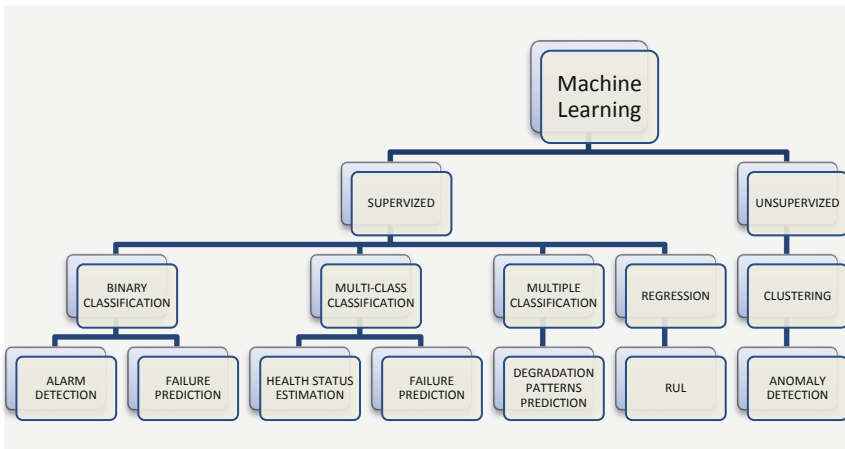 Machine
Learning
SUPERVIZED
UNSUPERVIZED
BINARY
CLASSIFICATION
MULTI-CLASS
CLASSIFICATION
MULTIPLE
CLASSIFICATION
REGRESSION
CLUSTERING
ALARM
DETECTION
FAILURE
PREDICTION
HEALTH STATUS
ESTIMATION
FAILURE
PREDICTION
DEGRADATION
PATTERNS
PREDICTION
RUL
ANOMALY
DETECTION